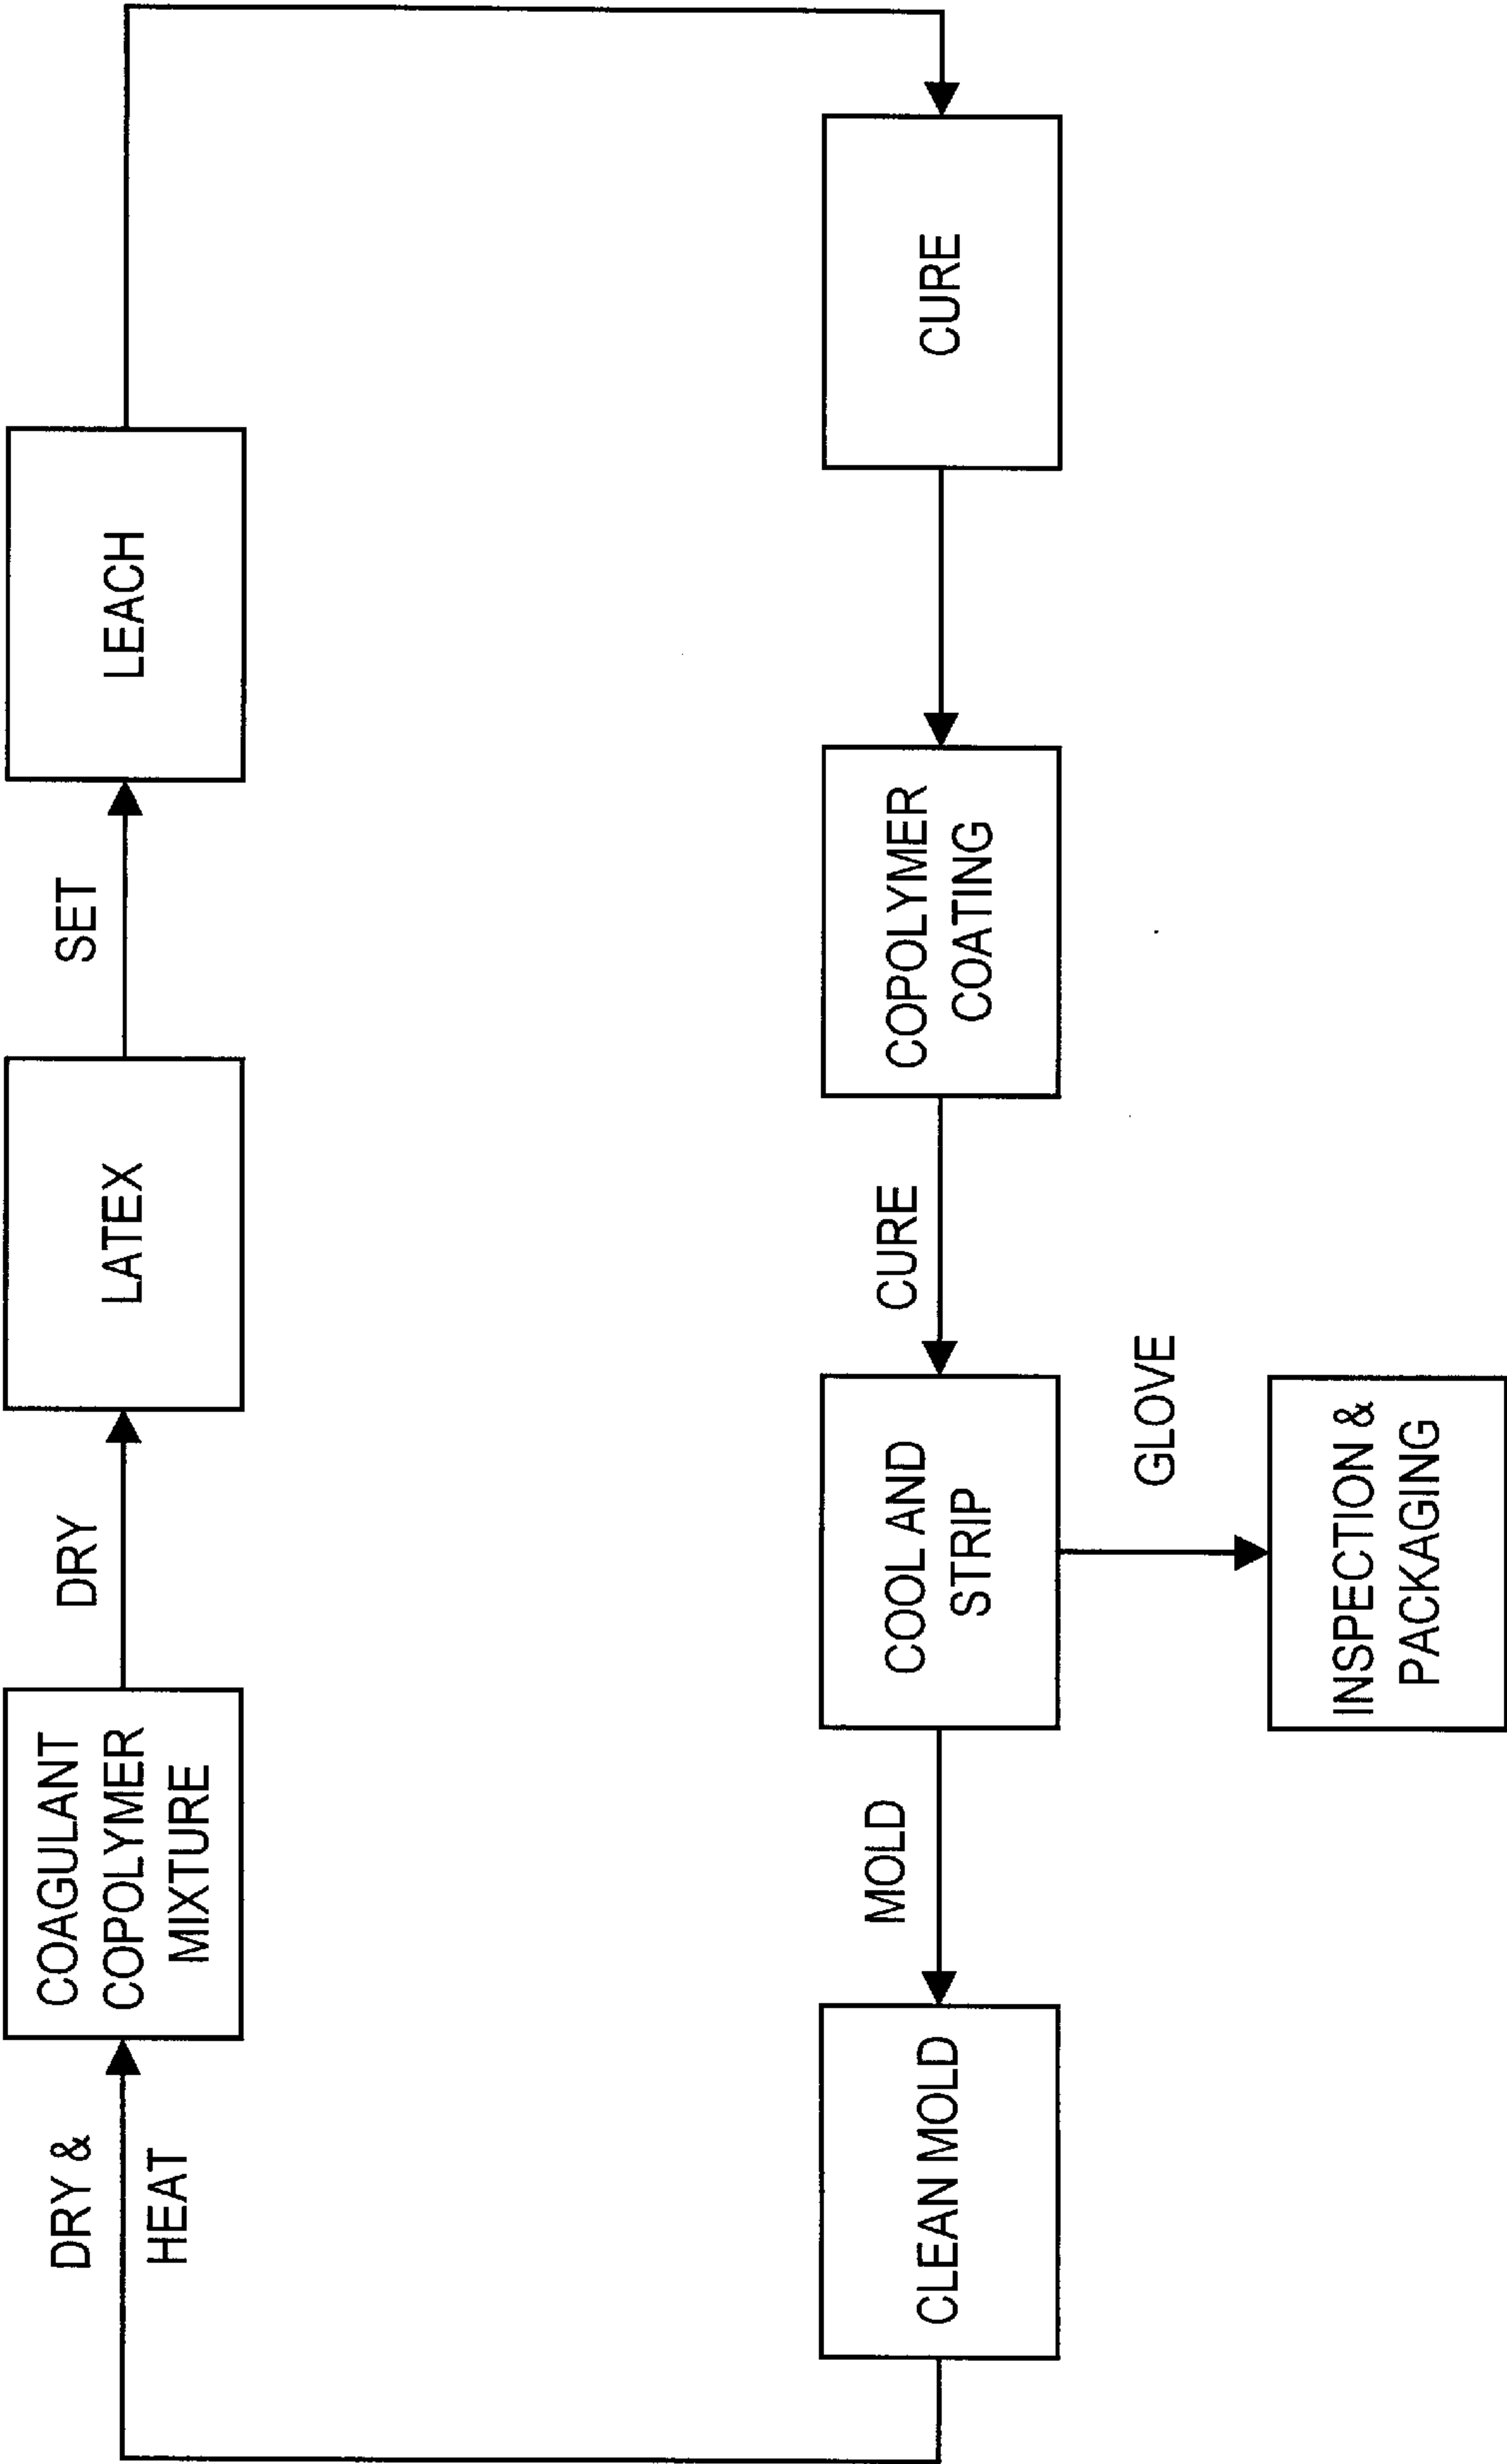 DRY &
HEAT
COAGULANT
COPOLYMER
MIXTURE
DRY
LATEX
SET
LEACH
CLEAN MOLD
MOLD
COOL AND
STRIP
CURE
COPOLYMER
COATING
CURE
GLOVE
INSPECTION &
PACKAGING